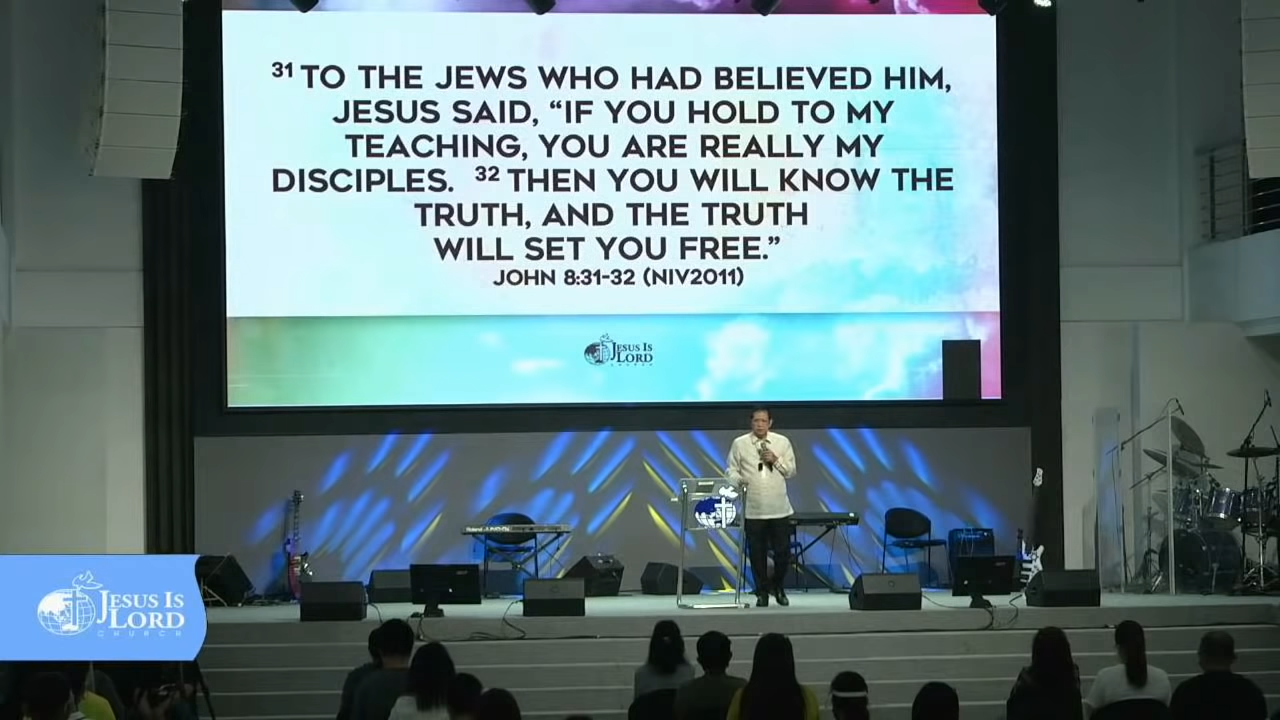 ³¹ TO THE JEWS WHO HAD BELIEVED HIM,
JESUS SAID, “IF YOU HOLD TO MY
TEACHING, YOU ARE REALLY MY
DISCIPLES. ³² THEN YOU WILL KNOW THE
TRUTH, AND THE TRUTH
WILL SET YOU FREE.”
JOHN 8:31-32 (NIV2011)
JESUS IS
LORD
CHURCH
JESUS IS
LORD
CHURCH